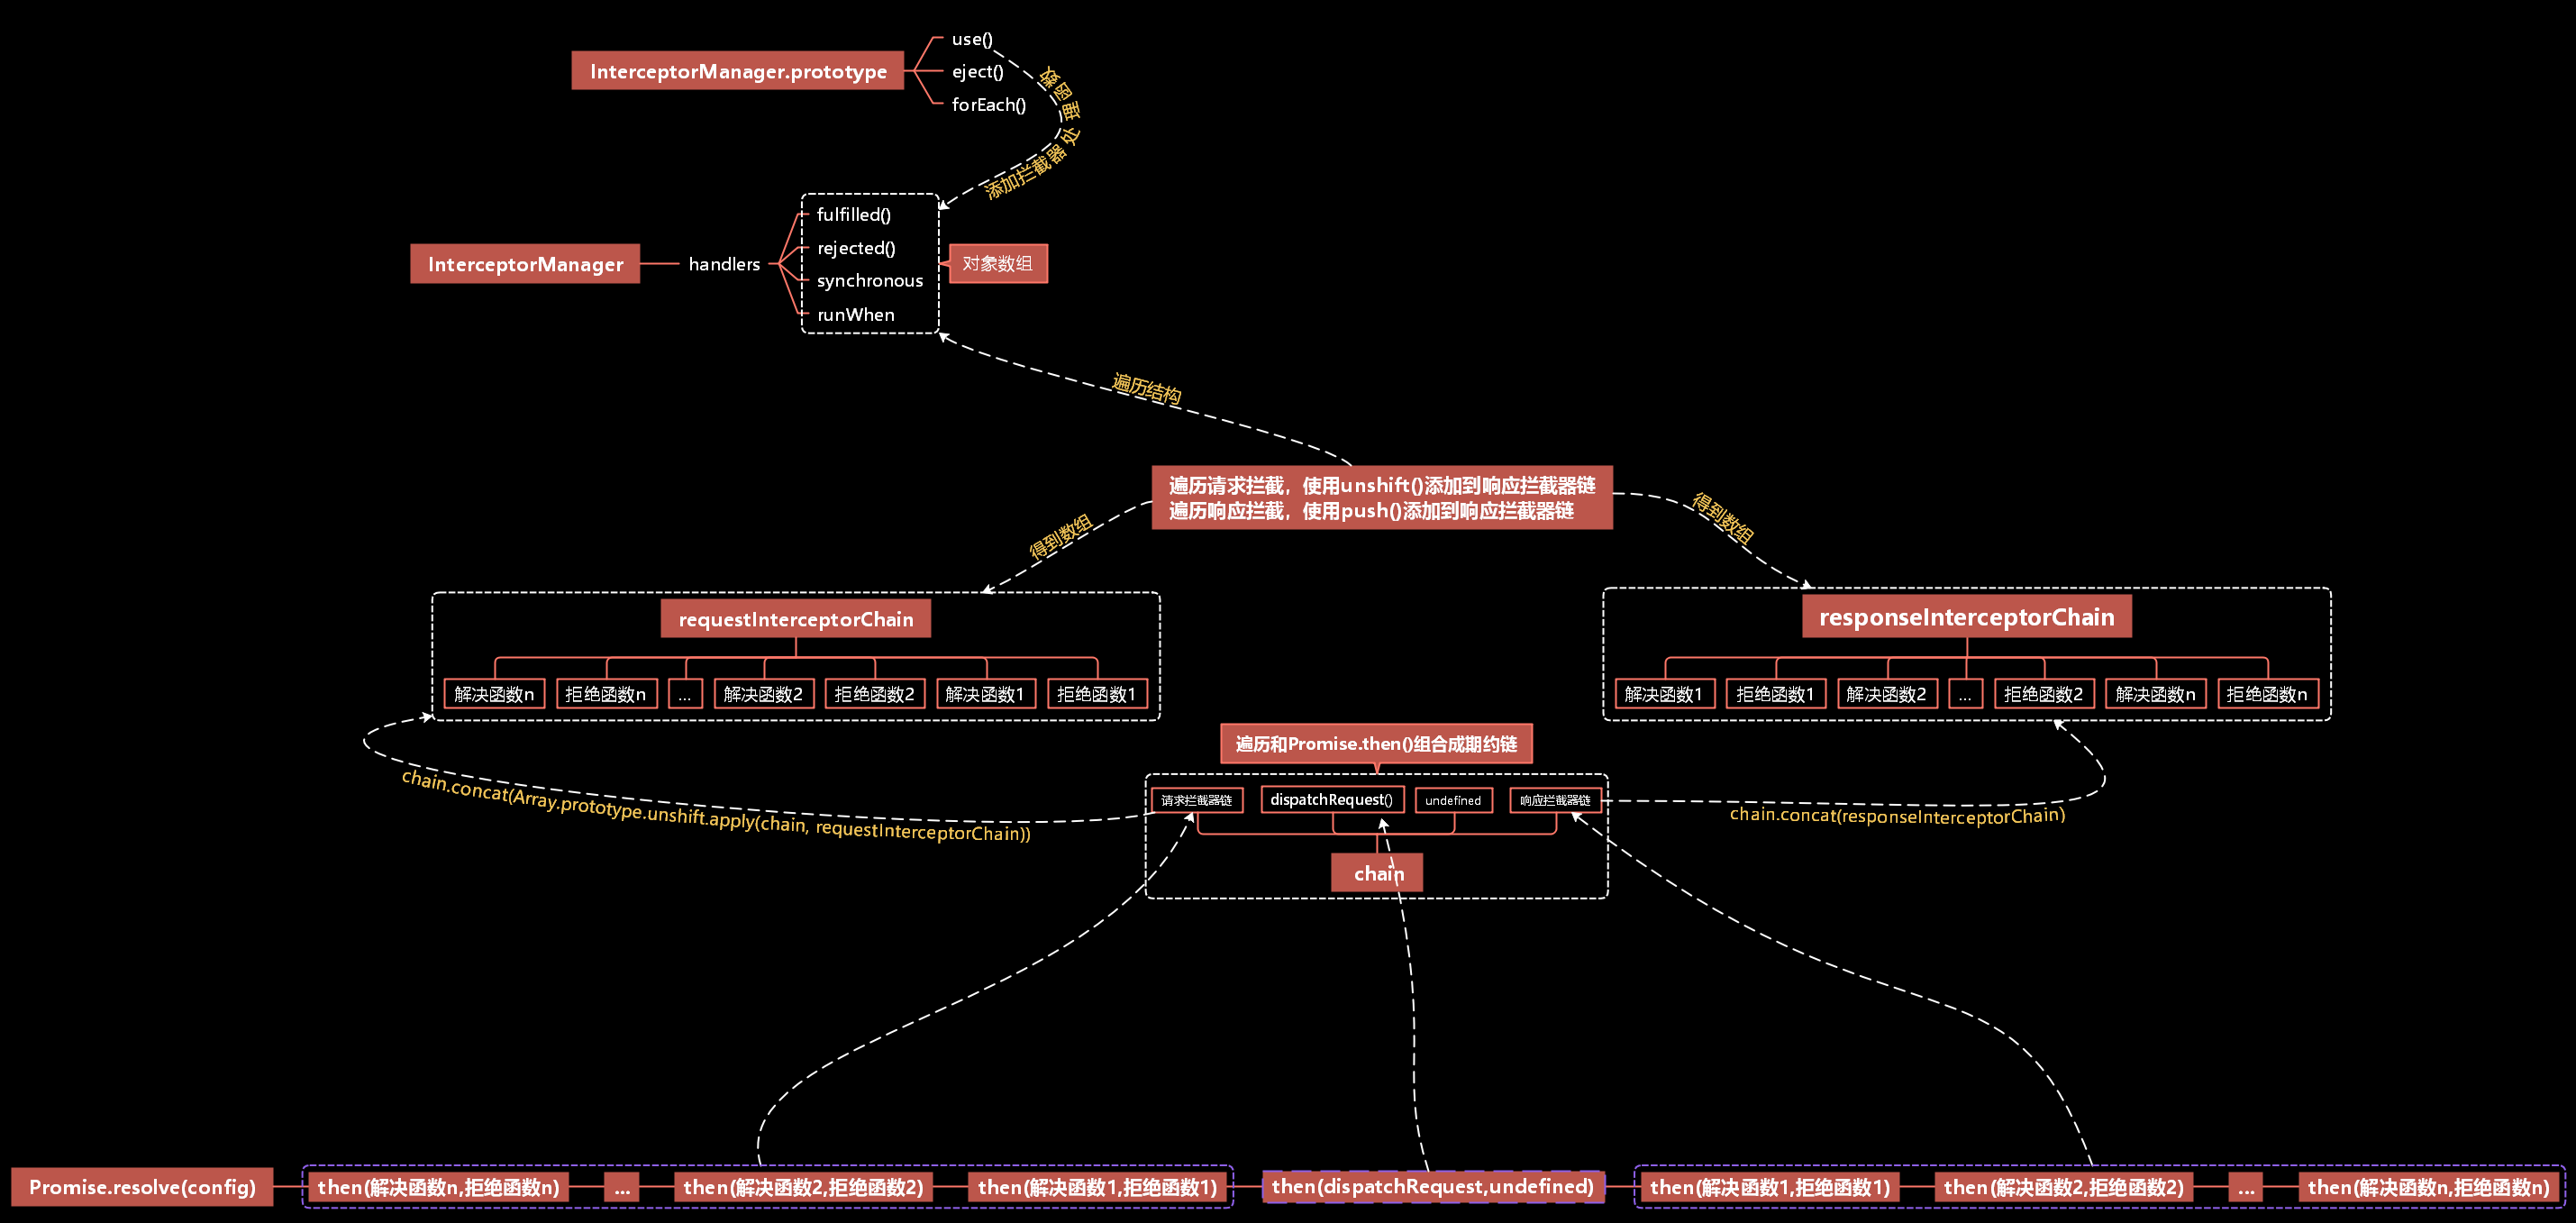 use()
InterceptorManager.prototype
eject()
forEach()
添加拦截器处理函数
fulfilled()
rejected()
InterceptorManager
handlers
对象数组
synchronous
runWhen
遍历结构
遍历请求拦截，使用unshift()添加到响应拦截器链
遍历响应拦截，使用push()添加到响应拦截器链
得到数组
得到数组
requestInterceptorChain
解决函数n
拒绝函数n
...
解决函数2
拒绝函数2
解决函数1
拒绝函数1
responseInterceptorChain
解决函数1
拒绝函数1
解决函数2
...
拒绝函数2
解决函数n
拒绝函数n
遍历和Promise.then()组合成期约链
请求拦截器链
dispatchRequest()
undefined
响应拦截器链
chain
chain.concat(Array.prototype.unshift.apply(chain, requestInterceptorChain))
chain.concat(responseInterceptorChain)
Promise.resolve(config)
then(解决函数n,拒绝函数n)
...
then(解决函数2,拒绝函数2)
then(解决函数1,拒绝函数1)
then(dispatchRequest,undefined)
then(解决函数1,拒绝函数1)
then(解决函数2,拒绝函数2)
...
then(解决函数n,拒绝函数n)